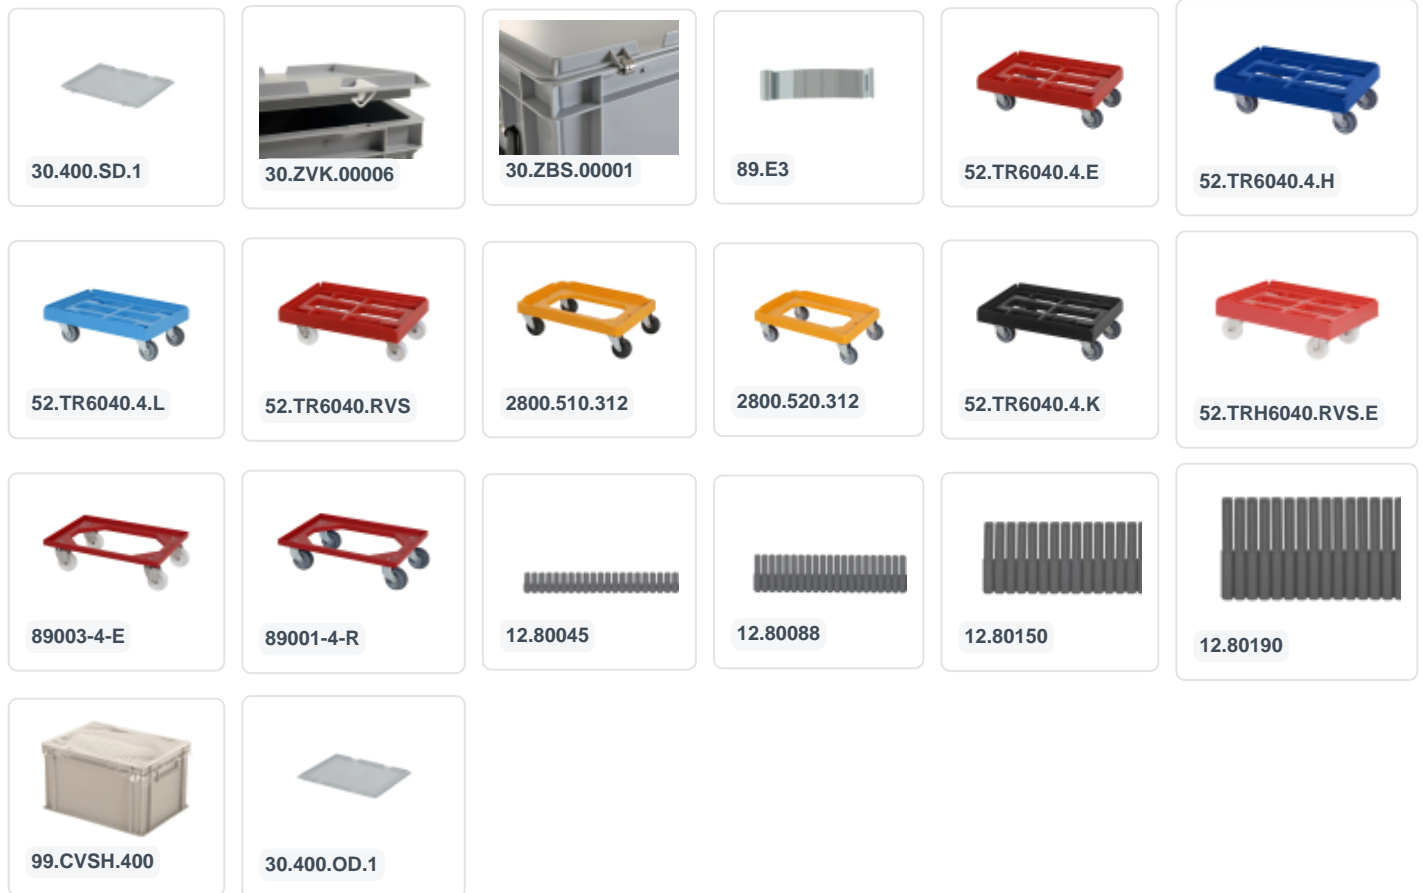 30.400.SD.1
30.ZVK.00006
30.ZBS.00001
89.E3
52.TR6040.4.E
52.TR6040.4.H
52.TR6040.4.L
52.TR6040.RVS
2800.510.312
2800.520.312
52.TR6040.4.K
52.TRH6040.RVS.E
89003-4-E
89001-4-R
12.80045
12.80088
12.80150
12.80190
99.CVSH.400
30.400.OD.1